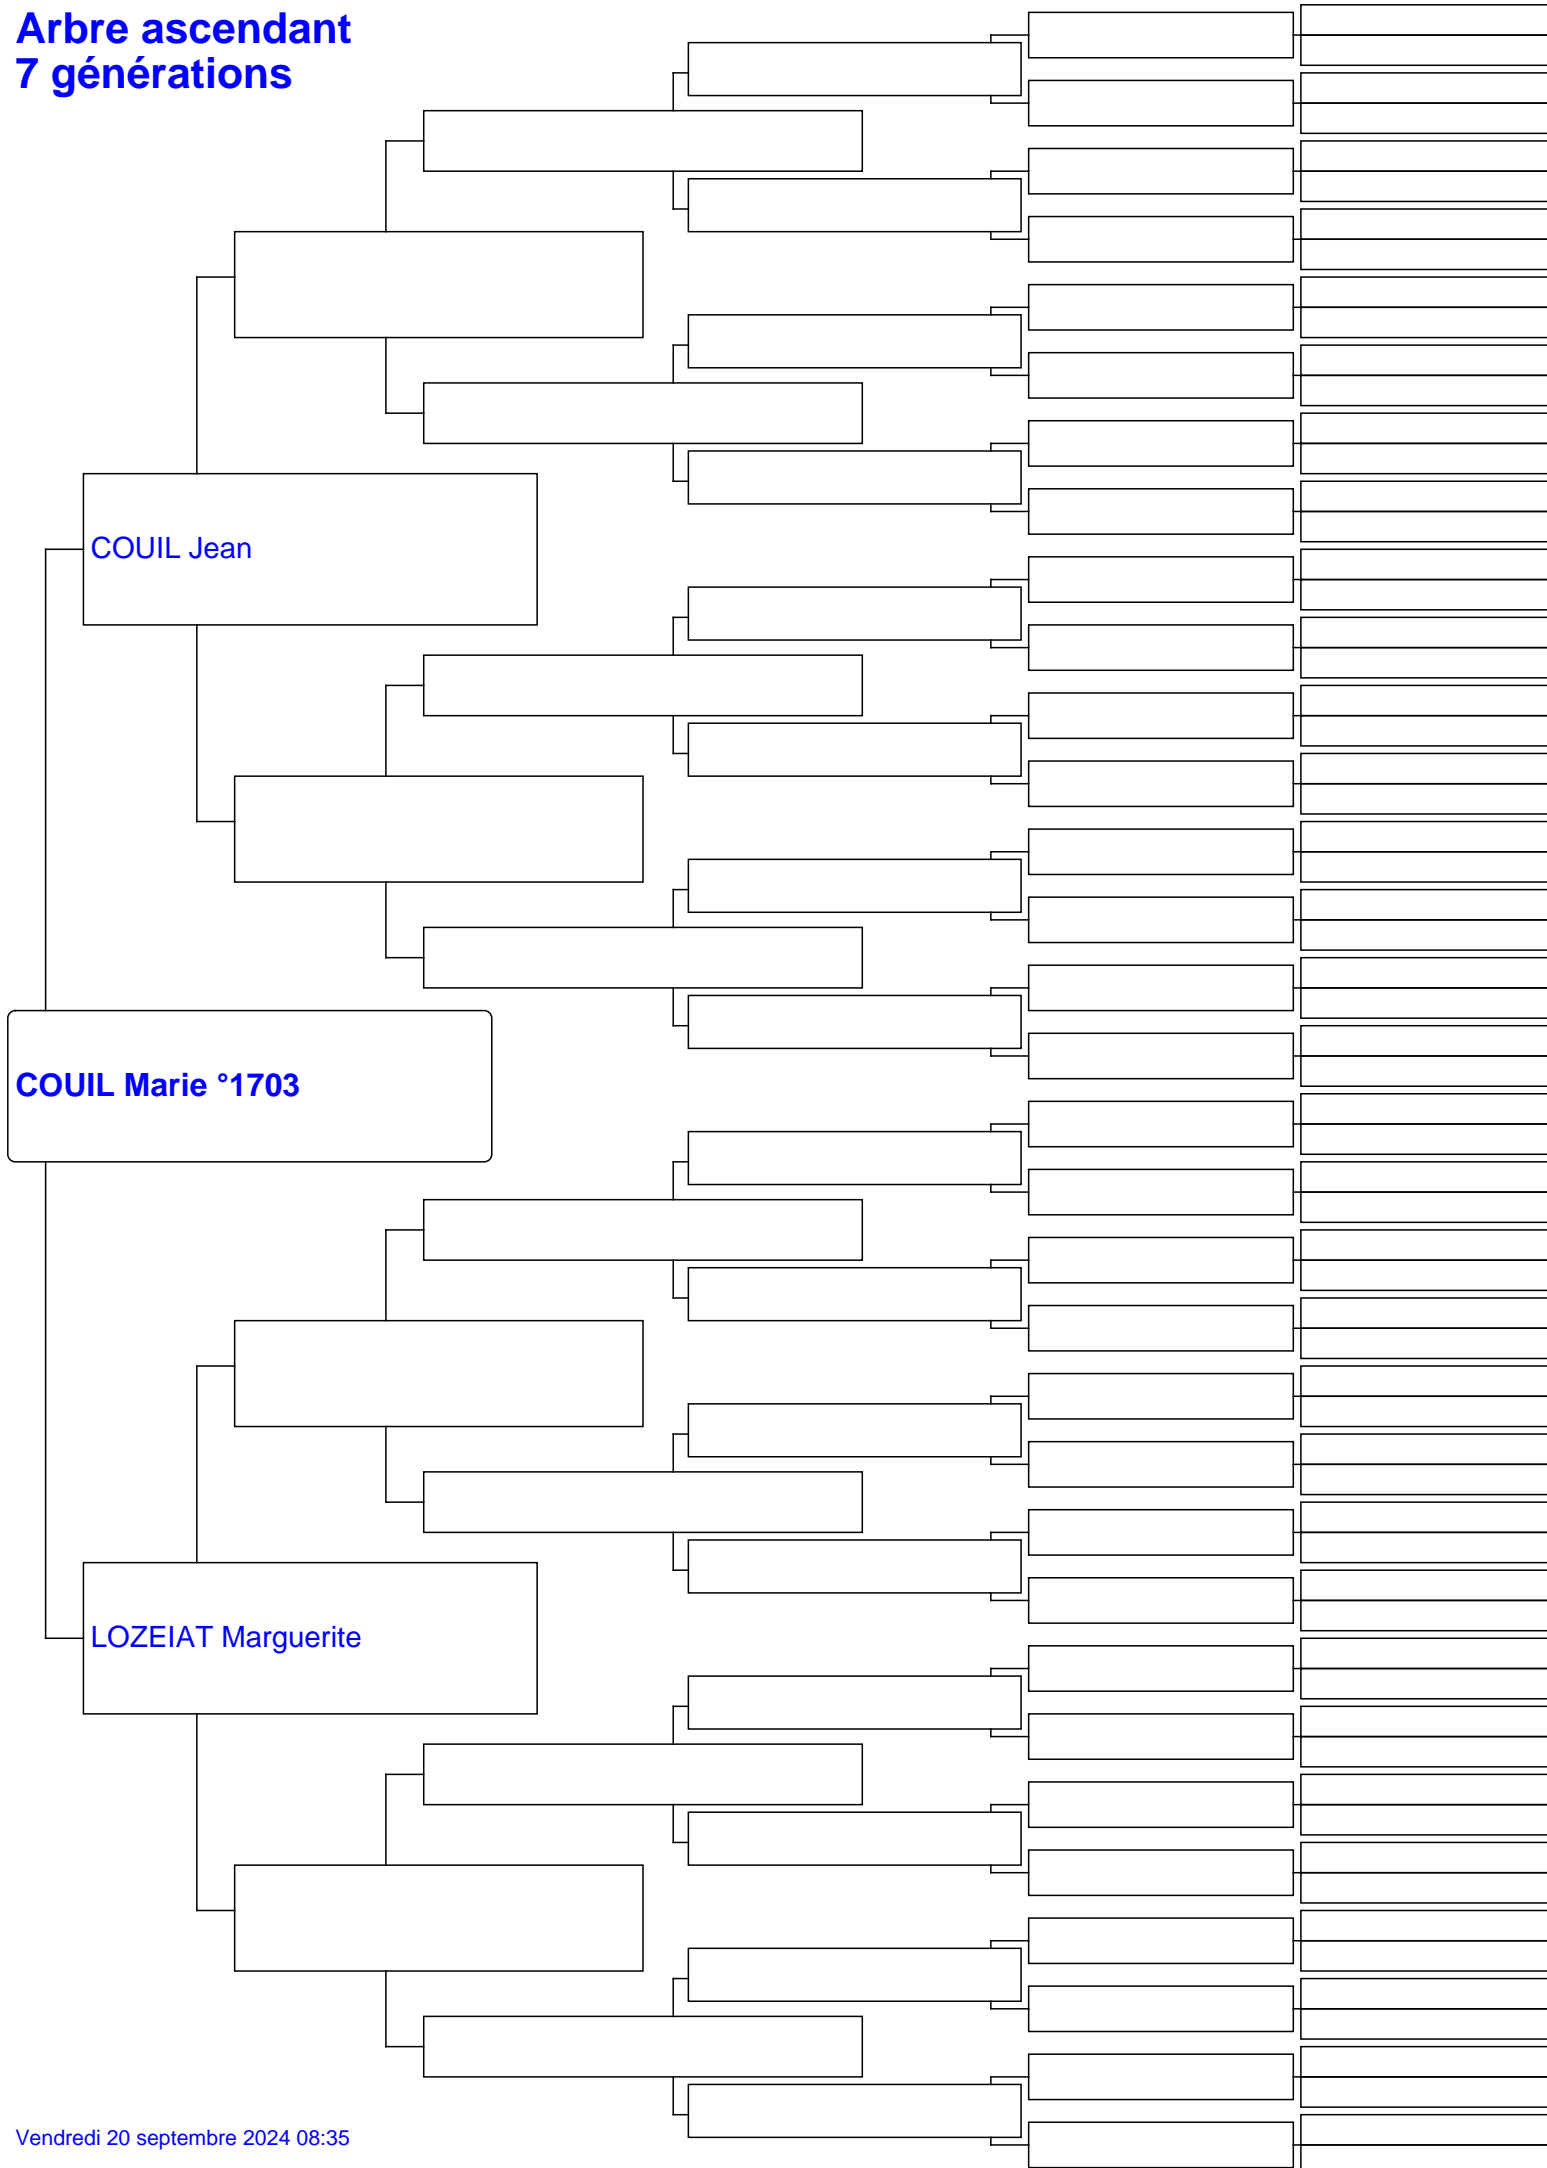 Arbre ascendant
7 générations
COUIL Jean
COUIL Marie °1703
LOZEIAT Marguerite
Vendredi 20 septembre 2024 08:35